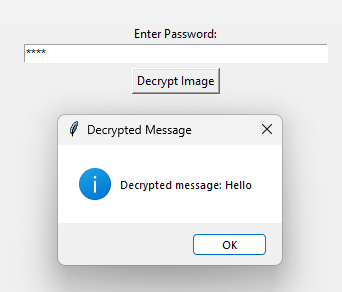 Enter Password:
****
Decrypt Image
Decrypted Message
Decrypted message: Hello
OK